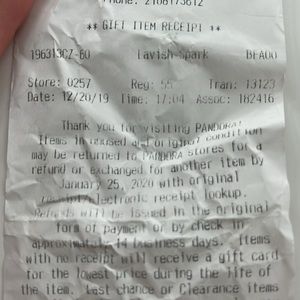 Phone: 2106173612
** GIFT ITEM RECEIPT **
196313CZ-60 Lavish Spark BFA00
Store: 0257 Reg: 55 Tran: 13123
Date: 12/20/19 Time: 17:04 Assoc: 182416
Thank you for visiting PANDORA!
Items in unused and original condition
may be returned to PANDORA stores for a
refund or exchanged for another item by
January 25, 2020 with original
receipt/electronic receipt lookup.
Refunds will be issued in the original
form of payment or by check in
approximately 14 business days. Items
with no receipt will receive a gift card
for the lowest price during the life of
the item. Last chance or Clearance items